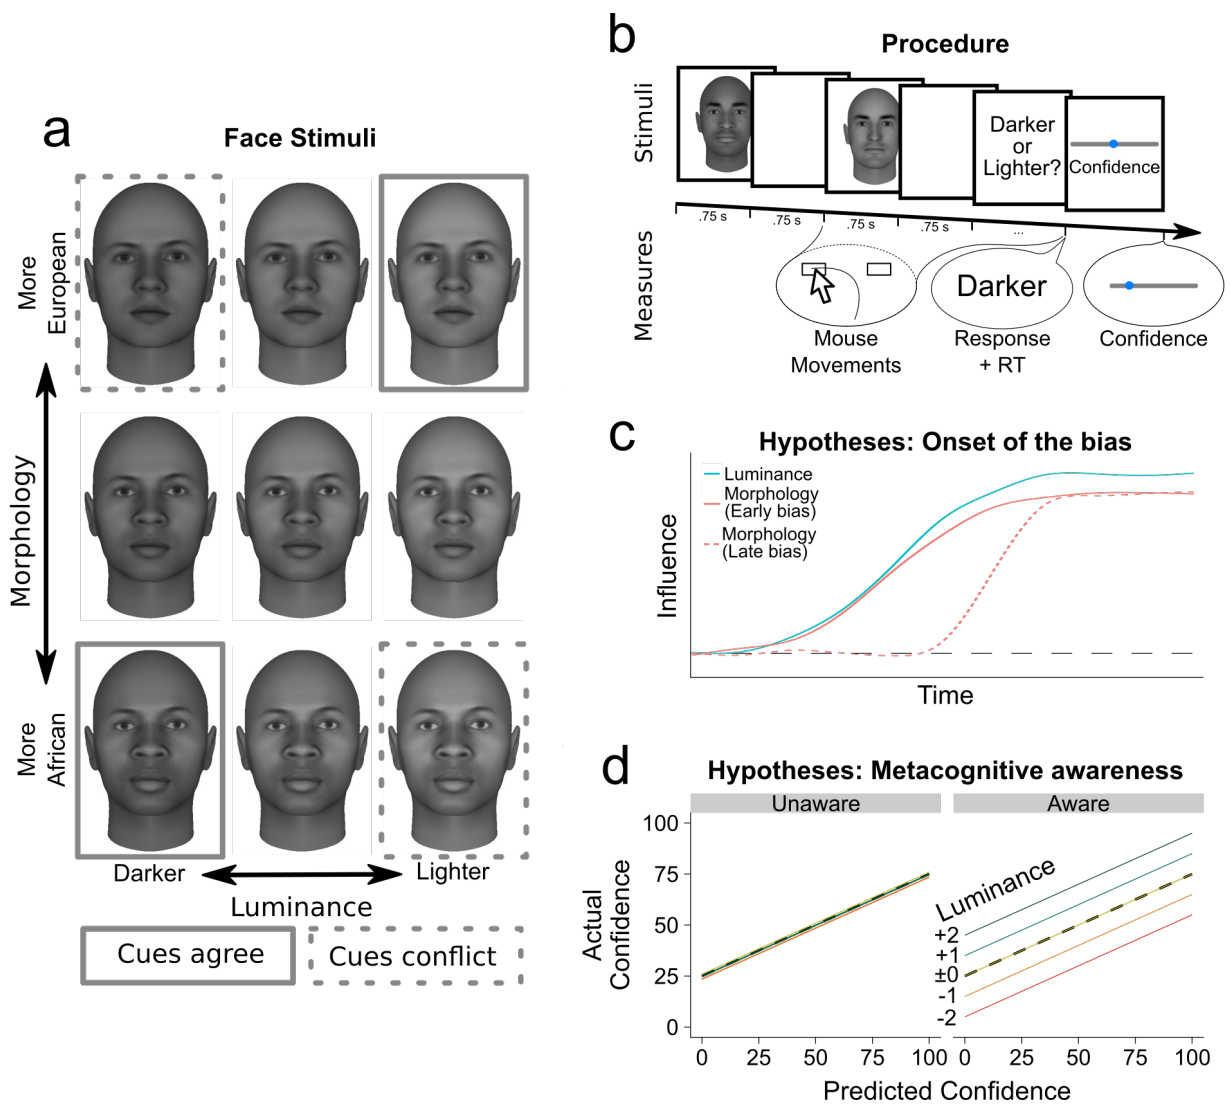 a
Face Stimuli
More
European
Morphology
More
African
Darker
Lighter
Luminance
Cues agree
Cues conflict
b
Procedure
Stimuli
Darker
or
Lighter?
Confidence
.75 s
.75 s
.75 s
.75 s
...
Measures
Darker
Mouse
Movements
Response
+ RT
Confidence
c
Hypotheses: Onset of the bias
Luminance
Morphology
(Early bias)
Morphology
(Late bias)
Influence
Time
d
Hypotheses: Metacognitive awareness
Unaware
Aware
Actual
Confidence
100
75
50
25
0
Luminance
+2
+1
±0
-1
-2
0
25
50
75
100
0
25
50
75
100
Predicted Confidence